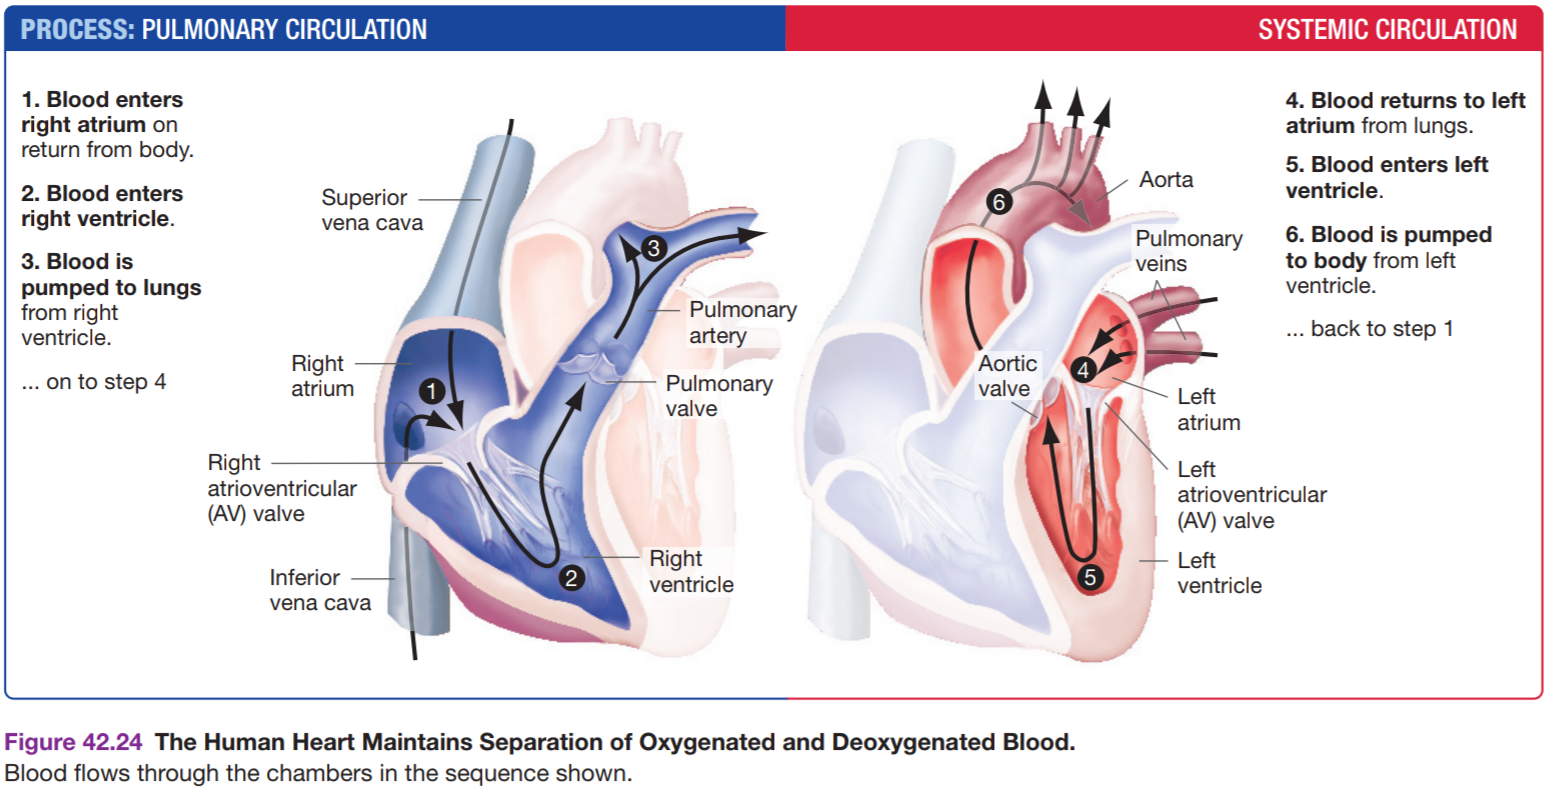 PROCESS: PULMONARY CIRCULATION
SYSTEMIC CIRCULATION
1. Blood enters
right atrium on
return from body.
2. Blood enters
right ventricle.
3. Blood is
pumped to lungs
from right
ventricle.
... on to step 4
Superior
vena cava
Right
atrium
Right
atrioventricular
(AV) valve
Inferior
vena cava
1
2
3
Pulmonary
artery
Pulmonary
valve
Right
ventricle
6
Aorta
Pulmonary
veins
Aortic
valve
4
Left
atrium
Left
atrioventricular
(AV) valve
5
Left
ventricle
4. Blood returns to left
atrium from lungs.
5. Blood enters left
ventricle.
6. Blood is pumped
to body from left
ventricle.
... back to step 1
Figure 42.24 The Human Heart Maintains Separation of Oxygenated and Deoxygenated Blood.
Blood flows through the chambers in the sequence shown.